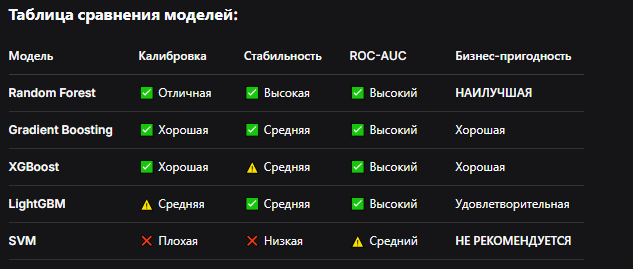 Таблица сравнения моделей:
Модель Калибровка Стабильность ROC-AUC Бизнес-пригодность
Random Forest ✅ Отличная ✅ Высокая ✅ Высокий НАИЛУЧШАЯ
Gradient Boosting ✅ Хорошая ✅ Средняя ✅ Высокий Хорошая
XGBoost ✅ Хорошая ⚠️ Средняя ✅ Высокий Хорошая
LightGBM ⚠️ Средняя ✅ Средняя ✅ Высокий Удовлетворительная
SVM ❌ Плохая ❌ Низкая ⚠️ Средний НЕ РЕКОМЕНДУЕТСЯ